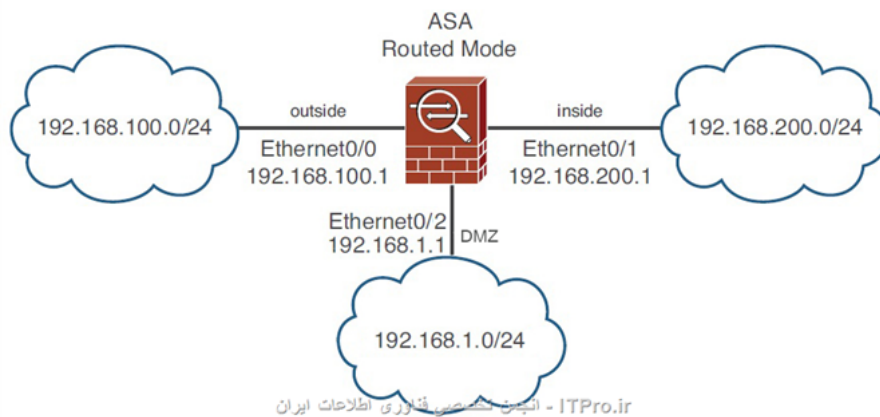 ASA
Routed Mode
192.168.100.0/24
outside
inside
192.168.200.0/24
Ethernet0/0
192.168.100.1
Ethernet0/1
192.168.200.1
Ethernet0/2
192.168.1.1
DMZ
192.168.1.0/24
انجمن تخصصی فناوری اطلاعات ایران - ITPro.ir